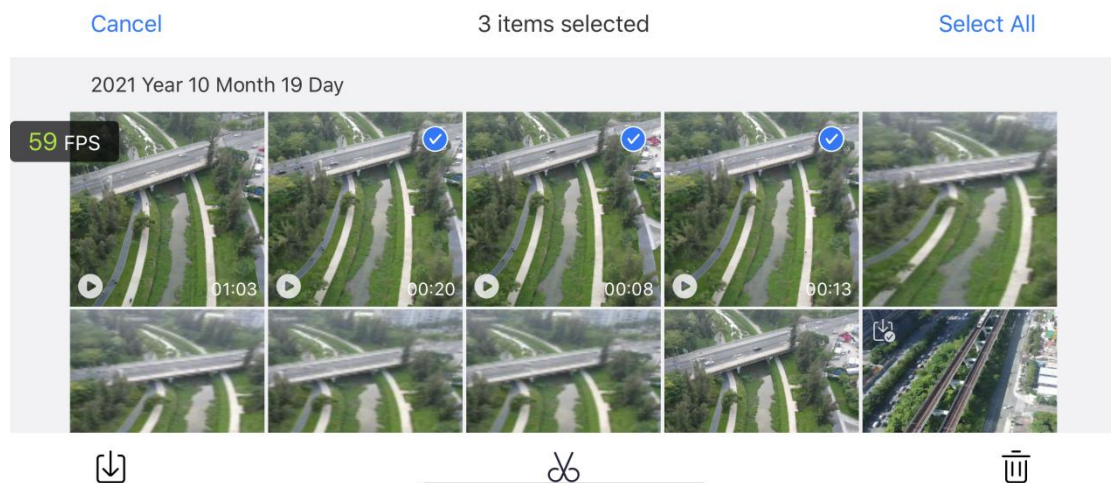 Cancel 3 items selected Select All
2021 Year 10 Month 19 Day
59 FPS
01:03 00:20 00:08 00:13